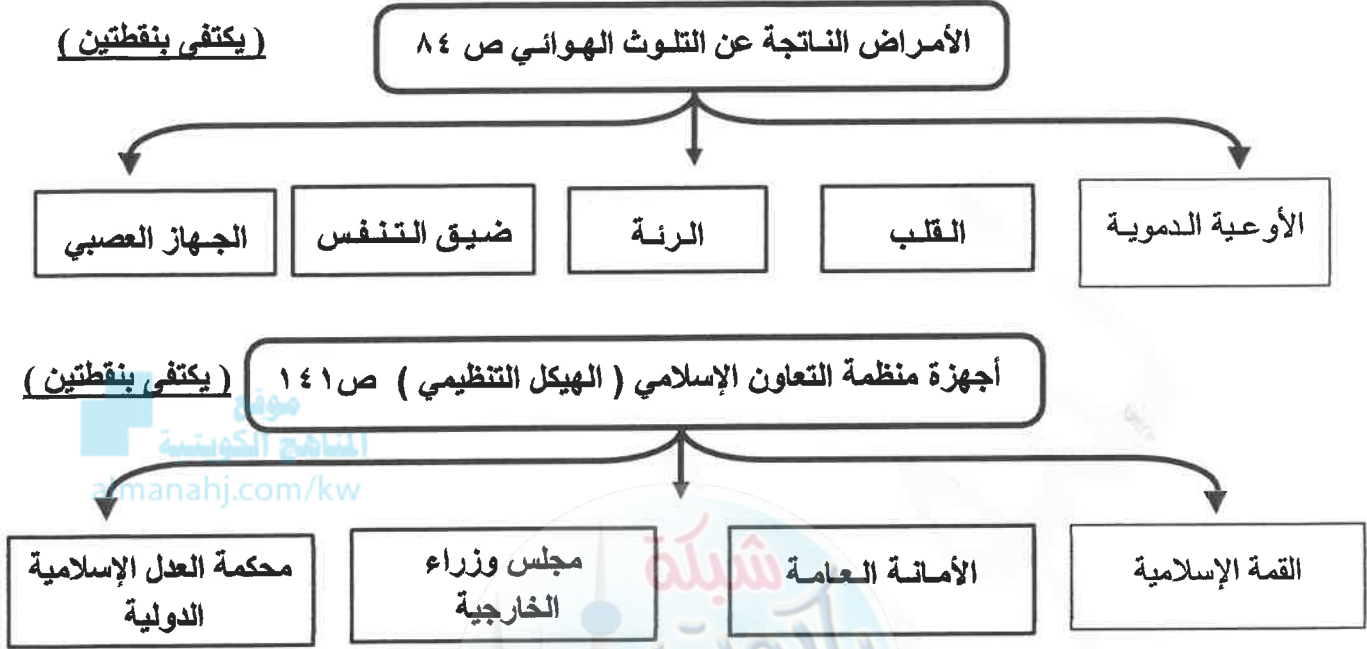 الأمراض الناتجة عن التلوث الهوائي ص ٨٤
( يكتفى بنقطتين )
الأوعية الدموية
القلب
الرئة
ضيق التنفس
الجهاز العصبي
أجهزة منظمة التعاون الإسلامي ( الهيكل التنظيمي ) ص١٤١
( يكتفى بنقطتين )
موقع
المناهج الكويتية
almanahj.com/kw
القمة الإسلامية
الأمانة العامة
مجلس وزراء
الخارجية
محكمة العدل الإسلامية
الدولية
شبكة